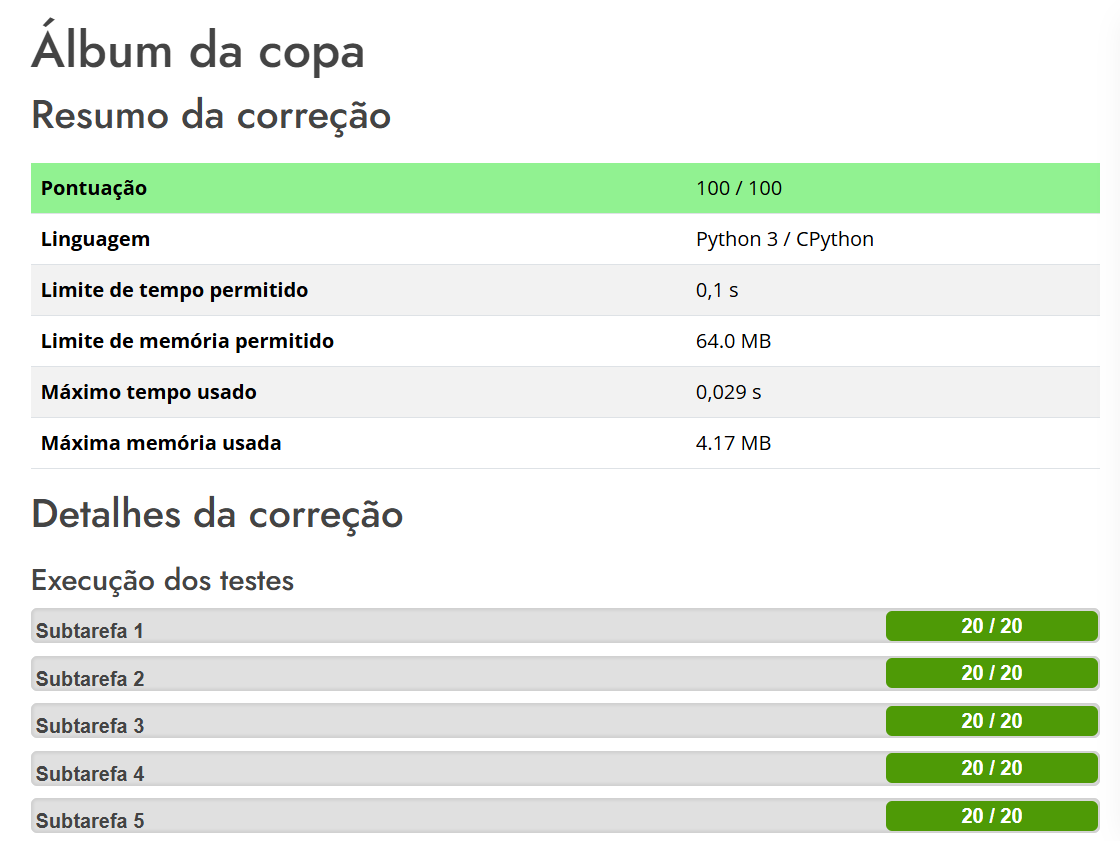 Álbum da copa
Resumo da correção
Pontuação 100 / 100
Linguagem Python 3 / CPython
Limite de tempo permitido 0,1 s
Limite de memória permitido 64.0 MB
Máximo tempo usado 0,029 s
Máxima memória usada 4.17 MB
Detalhes da correção
Execução dos testes
Subtarefa 1 20 / 20
Subtarefa 2 20 / 20
Subtarefa 3 20 / 20
Subtarefa 4 20 / 20
Subtarefa 5 20 / 20